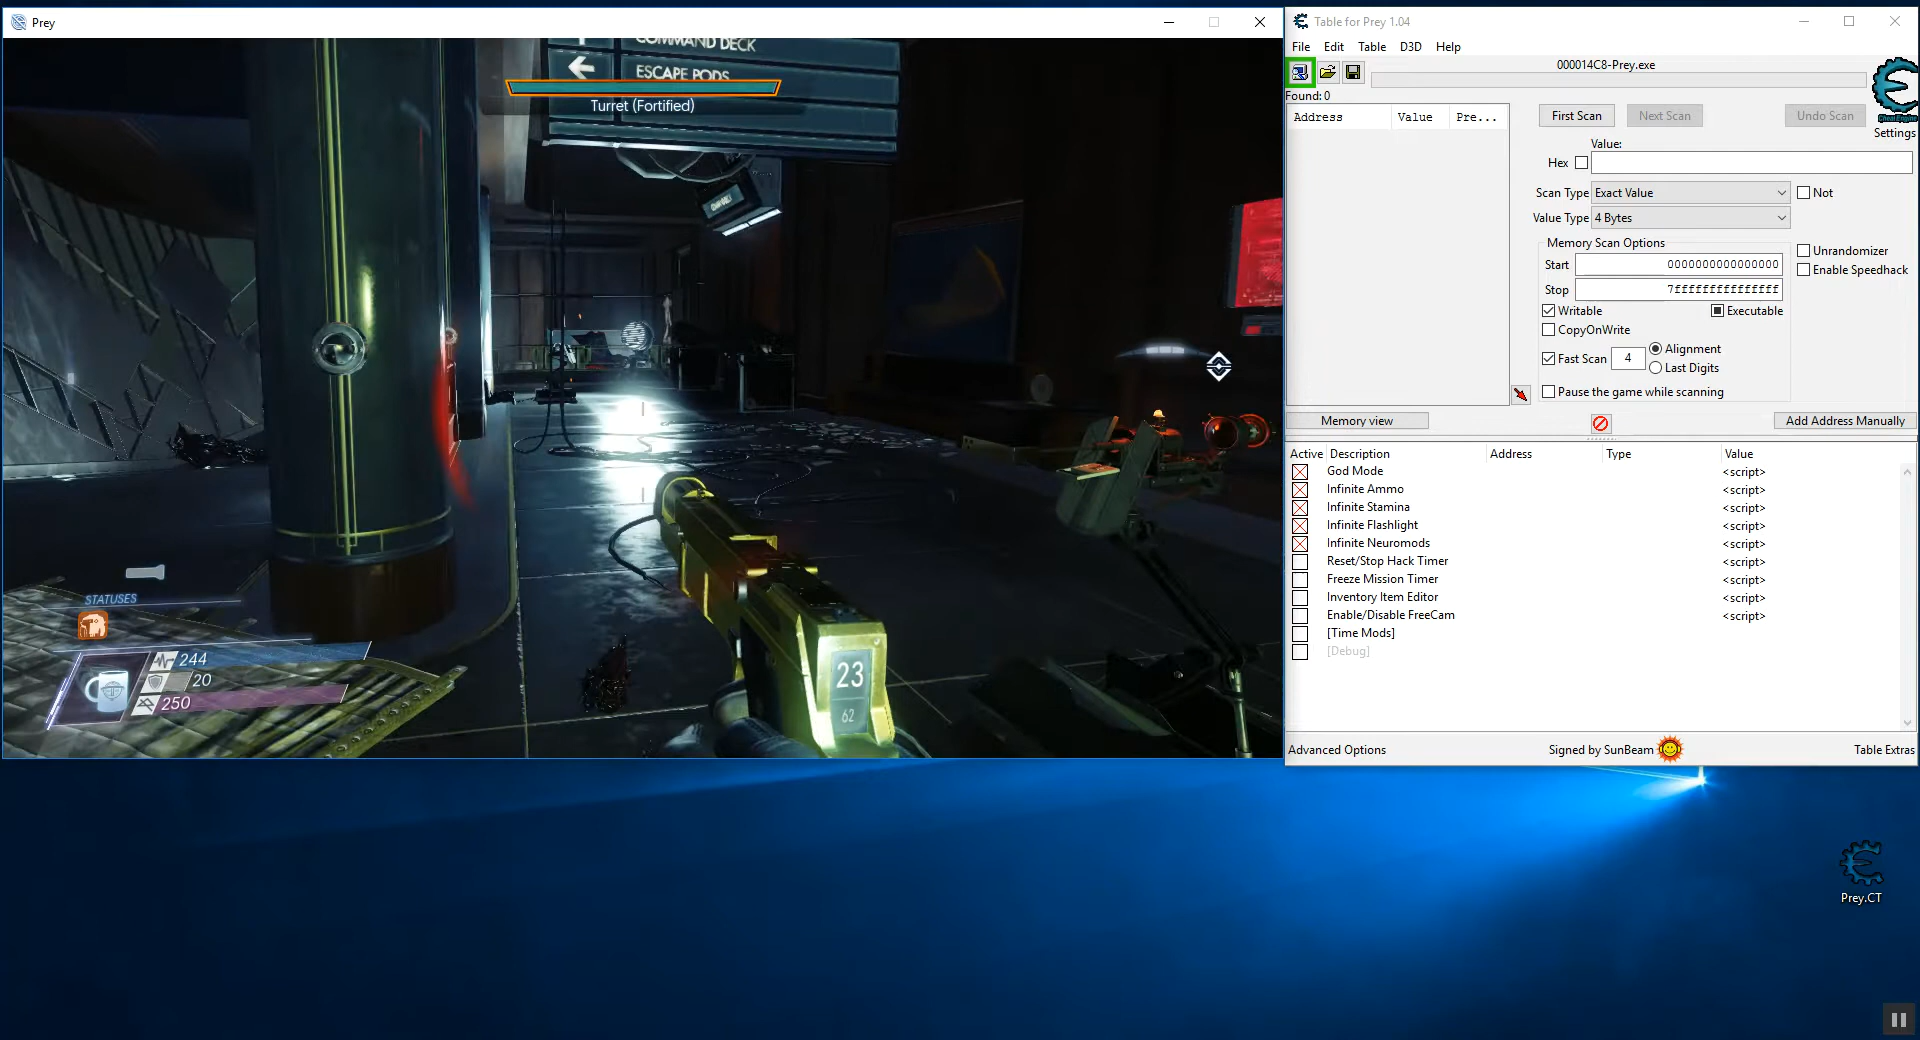 Prey
COMMAND DECK
ESCAPE PODS
Turret (Fortified)
STATUSES
244
20
250
23
62
Table for Prey 1.04
File Edit Table D3D Help
000014C8-Prey.exe
Found: 0
Address Value Pre...
First Scan Next Scan Undo Scan
Cheat Engine
Settings
Value:
Hex
Scan Type Exact Value Not
Value Type 4 Bytes
Memory Scan Options
Unrandomizer
Start 0000000000000000
Enable Speedhack
Stop 7fffffffffffffff
Writable Executable
CopyOnWrite
Fast Scan 4 Alignment
Last Digits
Pause the game while scanning
Memory view Add Address Manually
Active Description Address Type Value
God Mode <script>
Infinite Ammo <script>
Infinite Stamina <script>
Infinite Flashlight <script>
Infinite Neuromods <script>
Reset/Stop Hack Timer <script>
Freeze Mission Timer <script>
Inventory Item Editor <script>
Enable/Disable FreeCam <script>
[Time Mods]
[Debug]
Advanced Options Signed by SunBeam Table Extras
Prey.CT